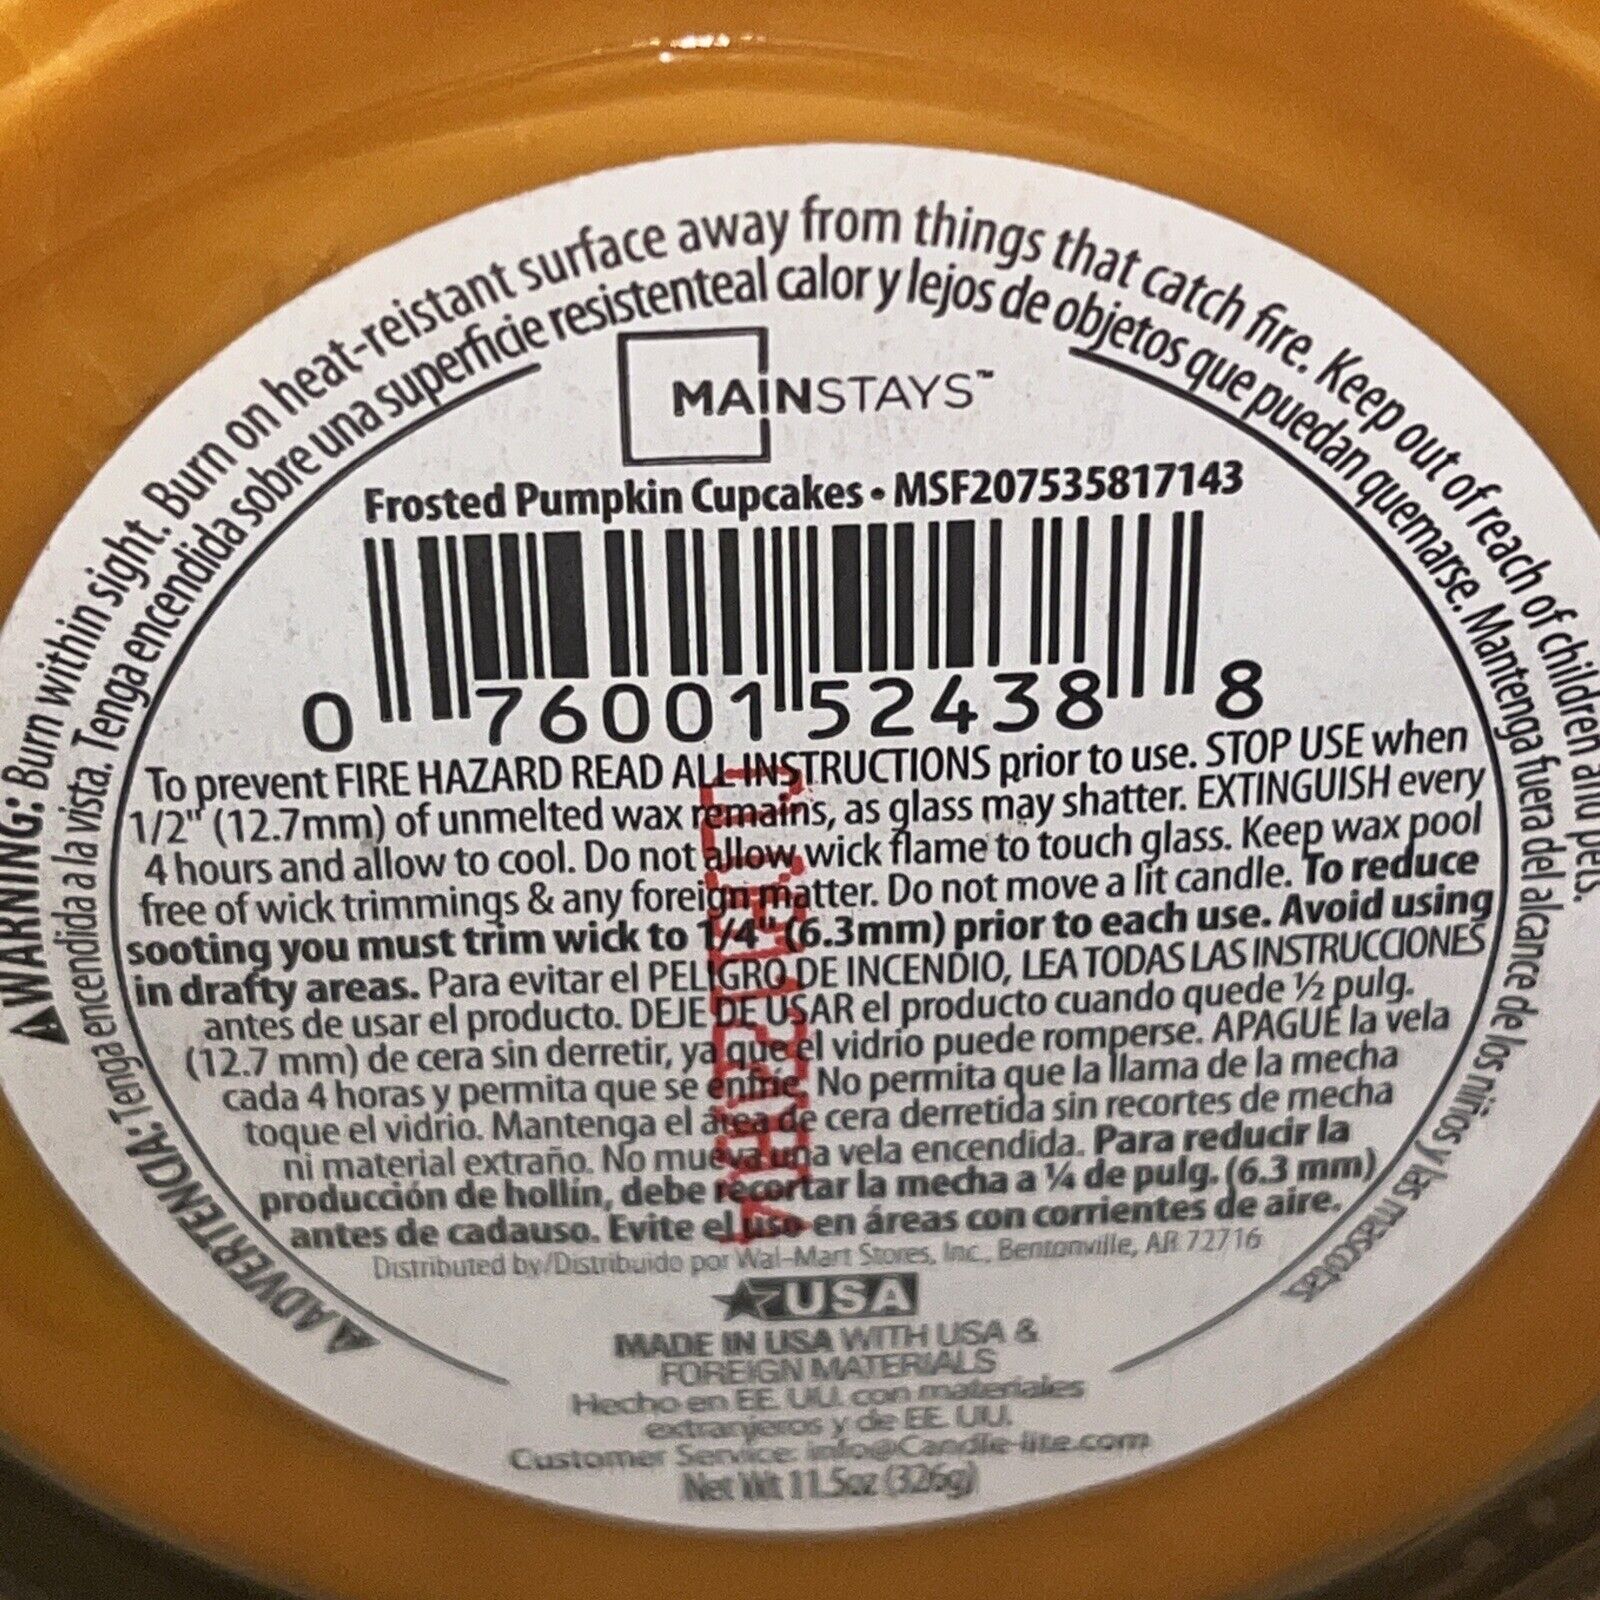 ⚠WARNING: Burn within sight. Burn on heat-reistant surface away from things that catch fire. Keep out of reach of children and pets.
⚠ADVERTENCIA: Tenga encendida a la vista. Tenga encendida sobre una superficie resistenteal calor y lejos de objetos que puedan quemarse. Mantenga fuera del alcance de los niños y las mascotas
MAINSTAYS™
Frosted Pumpkin Cupcakes • MSF207535817143
0 76001 52438 8
To prevent FIRE HAZARD READ ALL INSTRUCTIONS prior to use. STOP USE when
1/2" (12.7mm) of unmelted wax remains, as glass may shatter. EXTINGUISH every
4 hours and allow to cool. Do not allow wick flame to touch glass. Keep wax pool
free of wick trimmings & any foreign matter. Do not move a lit candle. To reduce
sooting you must trim wick to 1/4" (6.3mm) prior to each use. Avoid using
in drafty areas. Para evitar el PELIGRO DE INCENDIO, LEA TODAS LAS INSTRUCCIONES
antes de usar el producto. DEJE DE USAR el producto cuando quede ½ pulg.
(12.7 mm) de cera sin derretir, ya que el vidrio puede romperse. APAGUE la vela
cada 4 horas y permita que se enfríe. No permita que la llama de la mecha
toque el vidrio. Mantenga el área de cera derretida sin recortes de mecha
ni material extraño. No mueva una vela encendida. Para reducir la
producción de hollín, debe recortar la mecha a ¼ de pulg. (6.3 mm)
antes de cadauso. Evite el uso en áreas con corrientes de aire.
Distributed by/Distribuido por Wal-Mart Stores, Inc., Bentonville, AR 72716
USA
MADE IN USA WITH USA &
FOREIGN MATERIALS
Hecho en EE. UU. con materiales
extranjeros y de EE. UU.
Customer Service: info@Candle-lite.com
Net Wt 11.5oz (326g)